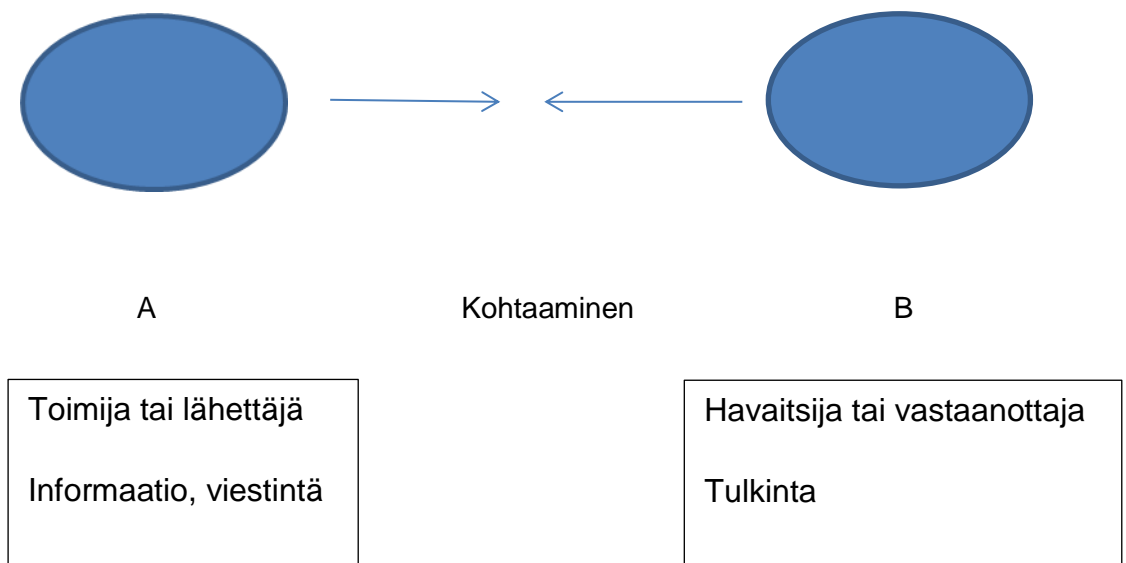 A Kohtaaminen B
Toimija tai lähettäjä
Informaatio, viestintä
Havaitsija tai vastaanottaja
Tulkinta